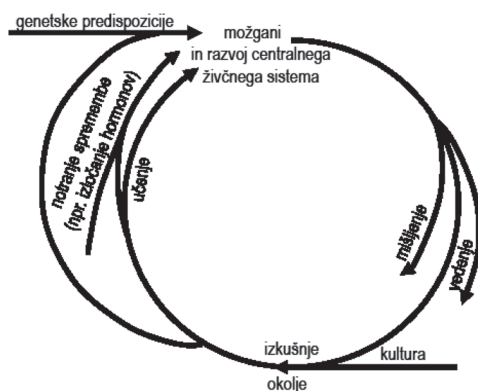 genetske predispozicije
možgani
in razvoj centralnega
živčnega sistema
notranje spremembe
(npr. izločanje hormonov)
učenje
mišljenje
vedenje
izkušnje
kultura
okolje